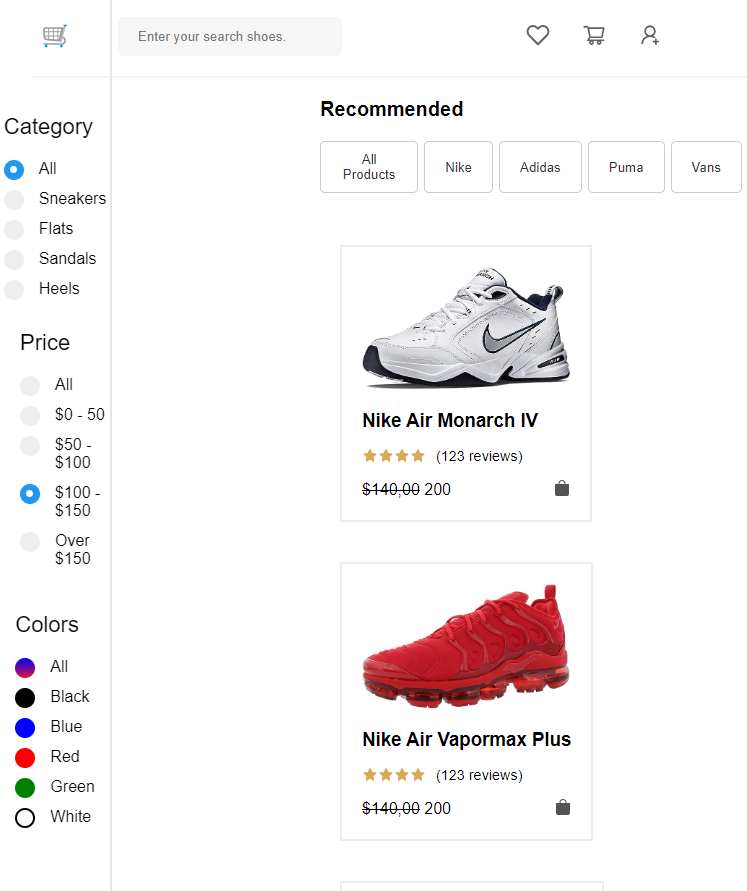 Enter your search shoes.
Category
All
Sneakers
Flats
Sandals
Heels
Price
All
$0 - 50
$50 -
$100
$100 -
$150
Over
$150
Colors
All
Black
Blue
Red
Green
White
Recommended
All
Products
Nike
Adidas
Puma
Vans
Nike Air Monarch IV
(123 reviews)
$140,00 200
Nike Air Vapormax Plus
(123 reviews)
$140,00 200